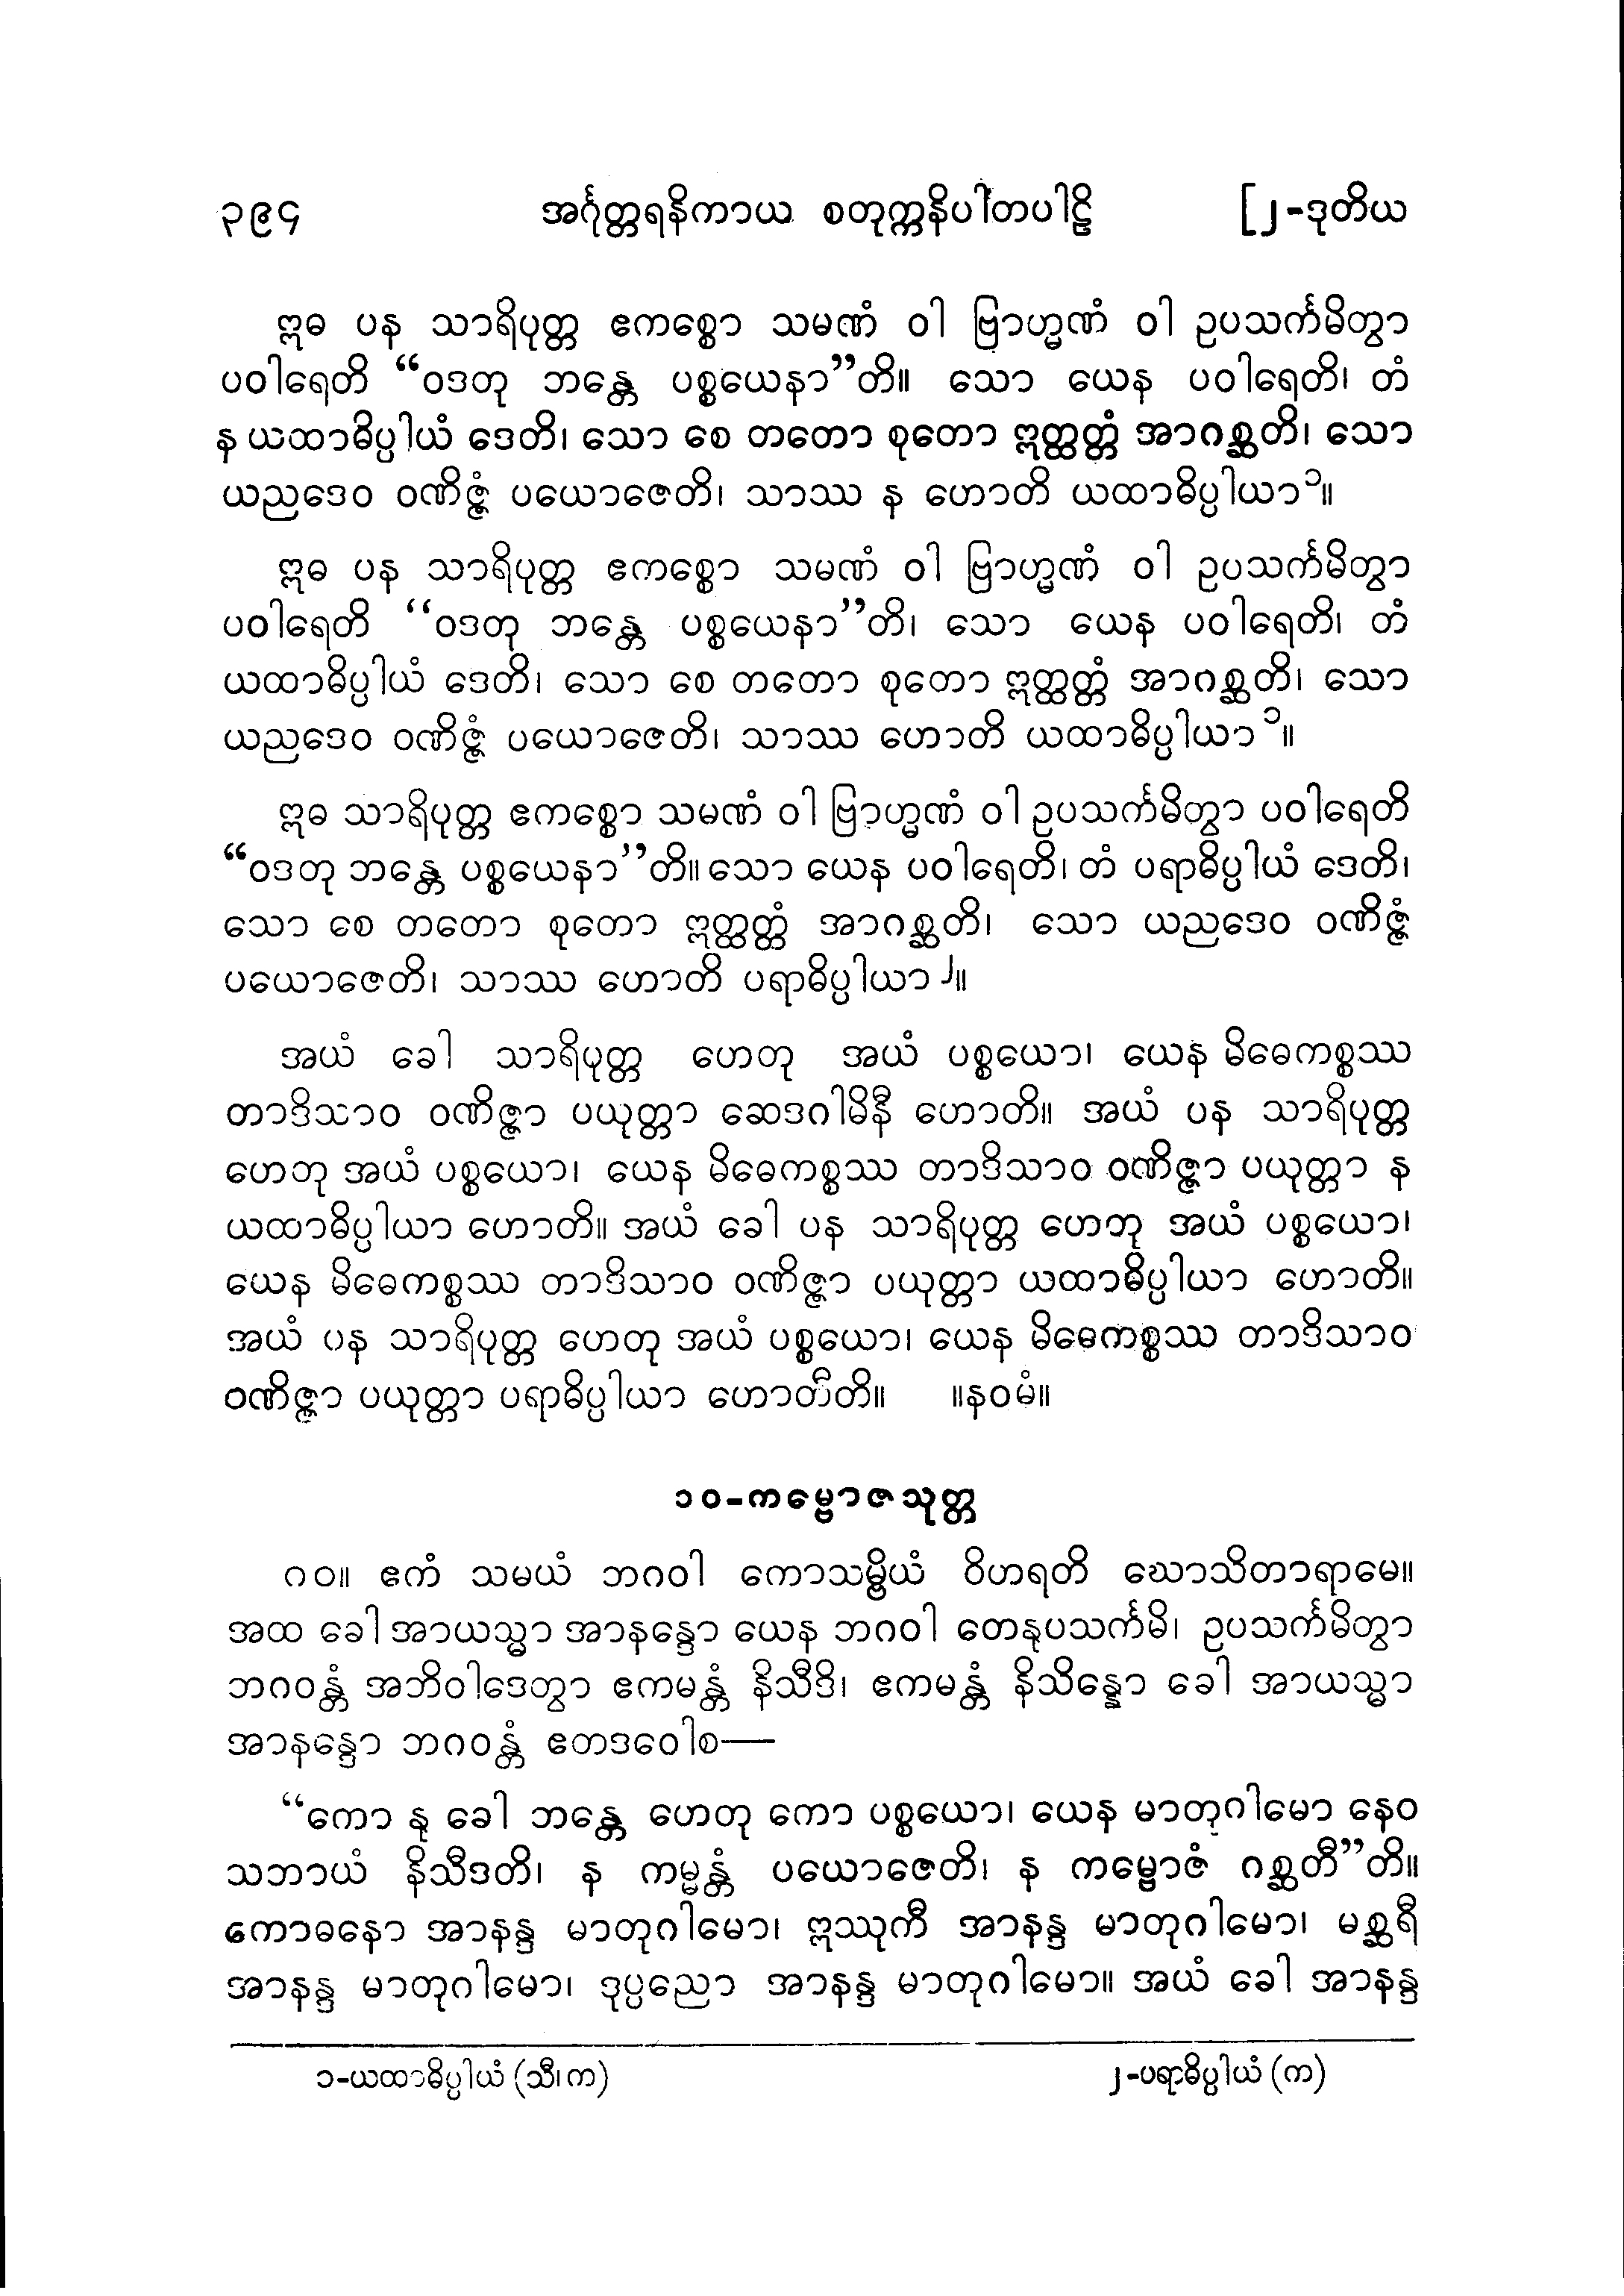 ၃၉၄ အင်္ဂုတ္တရနိကာယ စတုက္ကနိပါတပါဠိ [၂-ဒုတိယ
ဣဓ ပန သာရိပုတ္တ ဧကစ္စော သမဏံ ဝါ ဗြာဟ္မဏံ ဝါ ဥပသင်္ကမိတွာ
ပဝါရေတိ “ဝဒတု ဘန္တေ ပစ္စယေနာ”တိ။ သော ယေန ပဝါရေတိ၊ တံ
န ယထာဓိပ္ပါယံ ဒေတိ၊ သော စေ တတော စုတော ဣတ္ထတ္တံ အာဂစ္ဆတိ၊ သော
ယညဒေဝ ဝဏိဇ္ဇံ ပယောဇေတိ၊ သာဿ န ဟောတိ ယထာဓိပ္ပါယာ၁။
ဣဓ ပန သာရိပုတ္တ ဧကစ္စော သမဏံ ဝါ ဗြာဟ္မဏံ ဝါ ဥပသင်္ကမိတွာ
ပဝါရေတိ “ဝဒတု ဘန္တေ ပစ္စယေနာ”တိ၊ သော ယေန ပဝါရေတိ၊ တံ
ယထာဓိပ္ပါယံ ဒေတိ၊ သော စေ တတော စုတော ဣတ္ထတ္တံ အာဂစ္ဆတိ၊ သော
ယညဒေဝ ဝဏိဇ္ဇံ ပယောဇေတိ၊ သာဿ ဟောတိ ယထာဓိပ္ပါယာ၁။
ဣဓ သာရိပုတ္တ ဧကစ္စော သမဏံ ဝါ ဗြာဟ္မဏံ ဝါ ဥပသင်္ကမိတွာ ပဝါရေတိ
“ဝဒတု ဘန္တေ ပစ္စယေနာ”တိ။ သော ယေန ပဝါရေတိ၊ တံ ပရာဓိပ္ပါယံ ဒေတိ၊
သော စေ တတော စုတော ဣတ္ထတ္တံ အာဂစ္ဆတိ၊ သော ယညဒေဝ ဝဏိဇ္ဇံ
ပယောဇေတိ၊ သာဿ ဟောတိ ပရာဓိပ္ပါယာ၂။
အယံ ခေါ သာရိပုတ္တ ဟေတု အယံ ပစ္စယော၊ ယေန မိဓေကစ္စဿ
တာဒိသာဝ ဝဏိဇ္ဇာ ပယုတ္တာ ဆေဒဂါမိနီ ဟောတိ။ အယံ ပန သာရိပုတ္တ
ဟေတု အယံ ပစ္စယော၊ ယေန မိဓေကစ္စဿ တာဒိသာဝ ဝဏိဇ္ဇာ ပယုတ္တာ န
ယထာဓိပ္ပါယာ ဟောတိ။ အယံ ခေါ ပန သာရိပုတ္တ ဟေတု အယံ ပစ္စယော၊
ယေန မိဓေကစ္စဿ တာဒိသာဝ ဝဏိဇ္ဇာ ပယုတ္တာ ယထာဓိပ္ပါယာ ဟောတိ။
အယံ ပန သာရိပုတ္တ ဟေတု အယံ ပစ္စယော၊ ယေန မိဓေကစ္စဿ တာဒိသာဝ
ဝဏိဇ္ဇာ ပယုတ္တာ ပရာဓိပ္ပါယာ ဟောတီတိ။ ။နဝမံ။
၁၀-ကမ္ဗောဇသုတ္တ
၈၀။ ဧကံ သမယံ ဘဂဝါ ကောသမ္ဗိယံ ဝိဟရတိ ဃောသိတာရာမေ။
အထ ခေါ အာယသ္မာ အာနန္ဒော ယေန ဘဂဝါ တေနုပသင်္ကမိ၊ ဥပသင်္ကမိတွာ
ဘဂဝန္တံ အဘိဝါဒေတွာ ဧကမန္တံ နိသီဒိ၊ ဧကမန္တံ နိသိန္နော ခေါ အာယသ္မာ
အာနန္ဒော ဘဂဝန္တံ ဧတဒဝေါစ—
“ကော နု ခေါ ဘန္တေ ဟေတု ကော ပစ္စယော၊ ယေန မာတုဂါမော နေဝ
သဘာယံ နိသီဒတိ၊ န ကမ္မန္တံ ပယောဇေတိ၊ န ကမ္ဗောဇံ ဂစ္ဆတီ”တိ။
ကောဓနော အာနန္ဒ မာတုဂါမော၊ ဣဿုကီ အာနန္ဒ မာတုဂါမော၊ မစ္ဆရီ
အာနန္ဒ မာတုဂါမော၊ ဒုပ္ပညော အာနန္ဒ မာတုဂါမော။ အယံ ခေါ အာနန္ဒ
၁-ယထာဓိပ္ပါယံ (သီ၊က) ၂-ပရာဓိပ္ပါယံ (က)